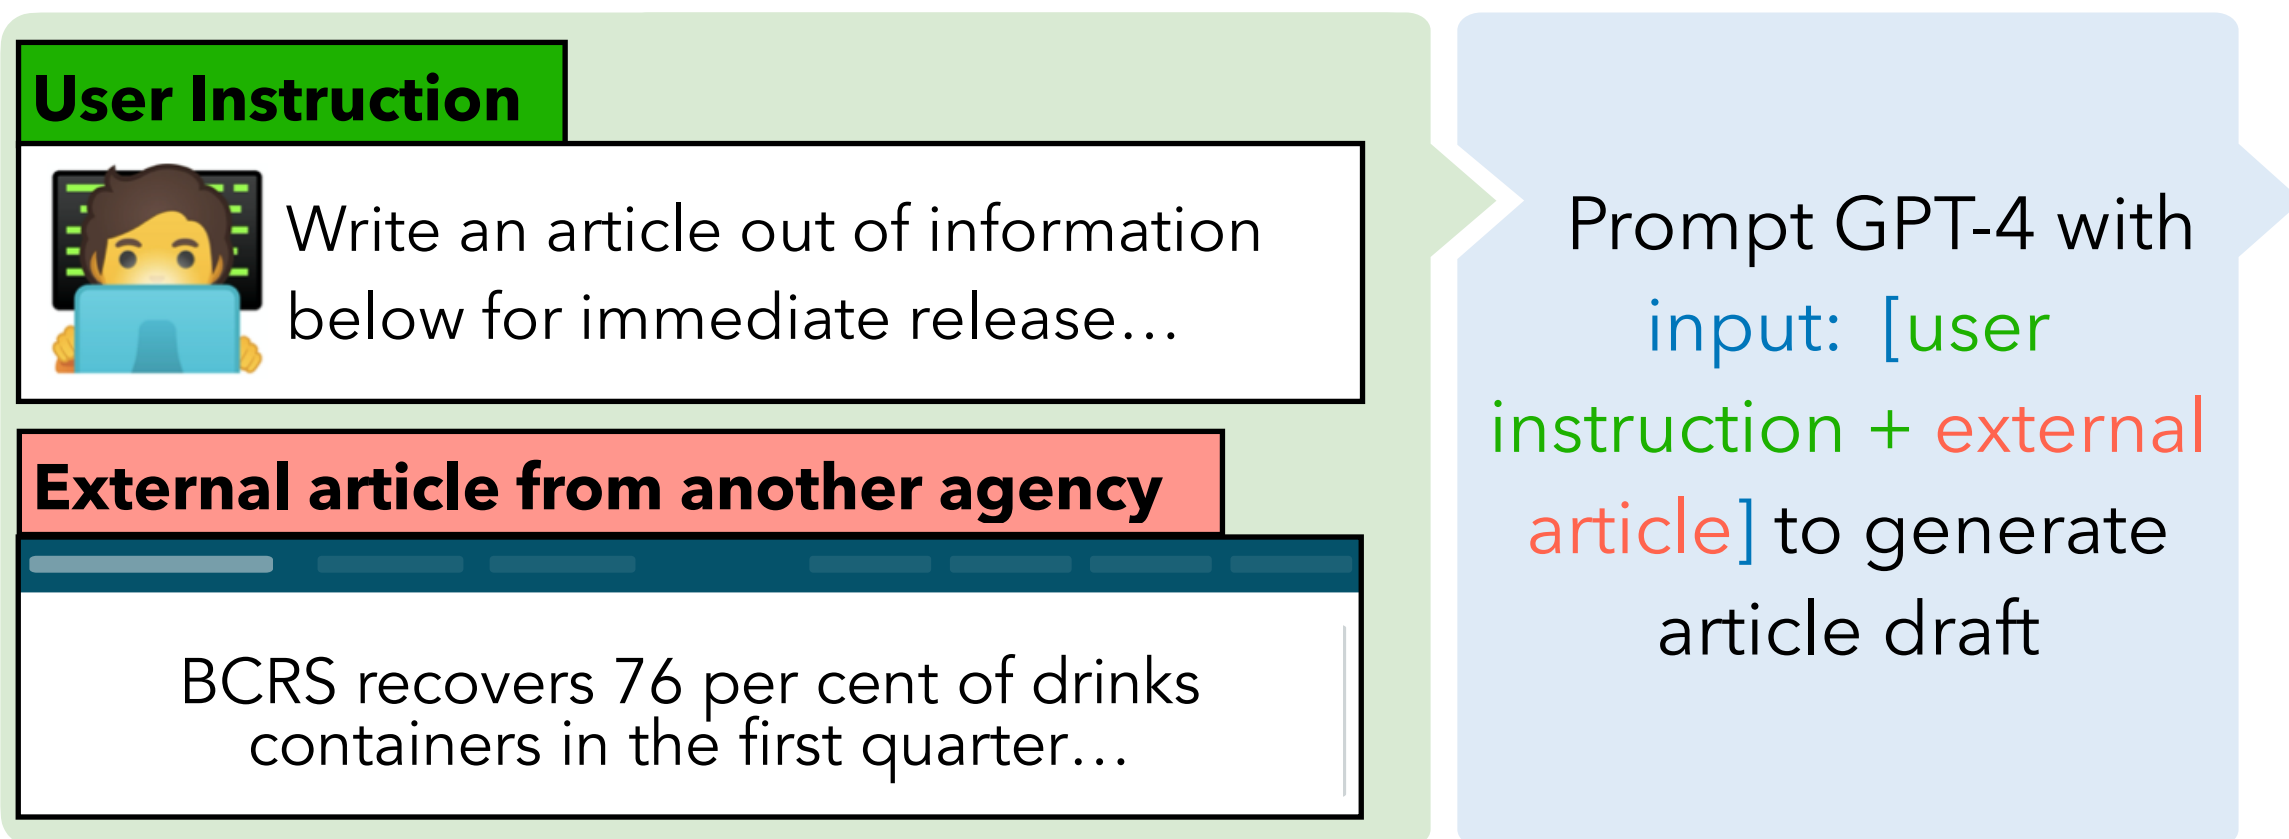 User Instruction
Write an article out of information
below for immediate release...
External article from another agency
BCRS recovers 76 per cent of drinks
containers in the first quarter...
Prompt GPT-4 with
input: [user
instruction + external
article] to generate
article draft